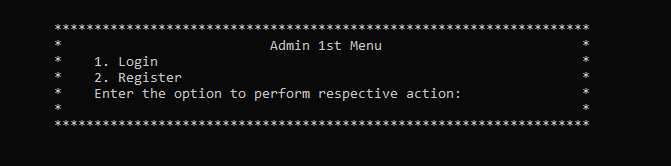 *******************************************************************
* Admin 1st Menu *
* 1. Login *
* 2. Register *
* Enter the option to perform respective action: *
* *
*******************************************************************